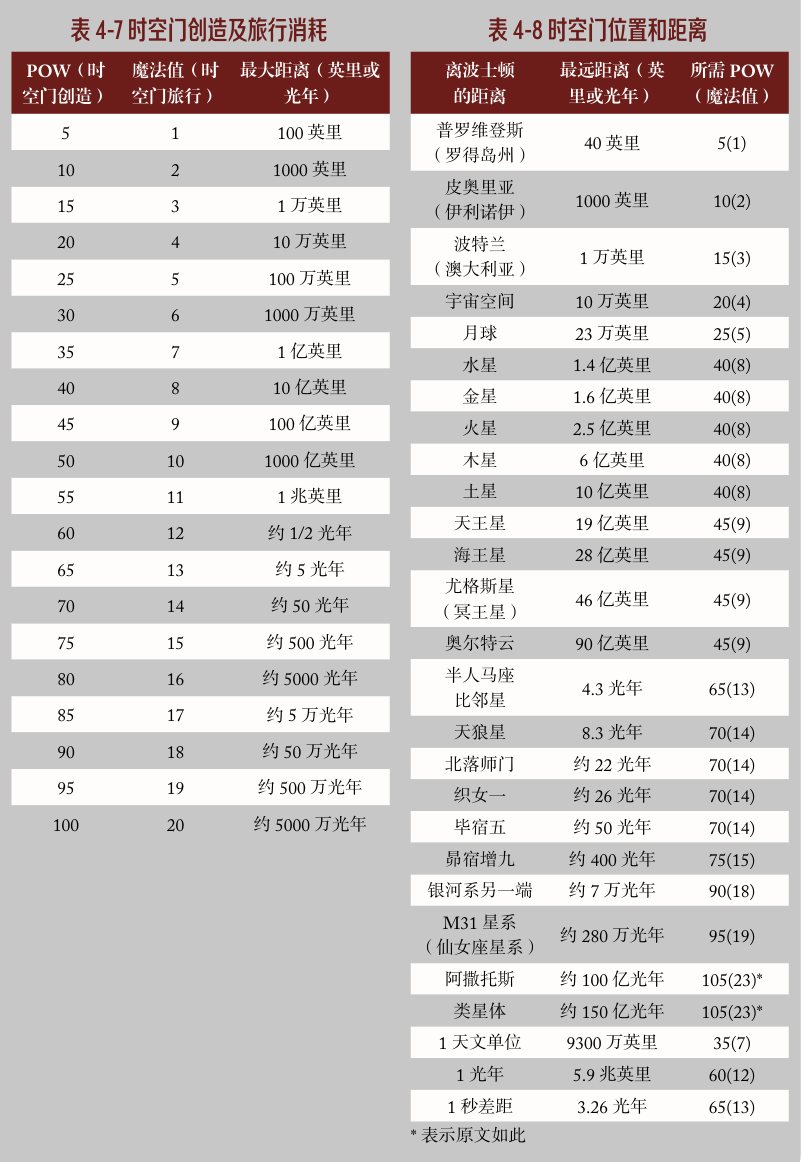 表 4-7 时空门创造及旅行消耗
POW（时 魔法值（时 最大距离（英里或
空门创造） 空门旅行） 光年）
5 1 100 英里
10 2 1000 英里
15 3 1 万英里
20 4 10 万英里
25 5 100 万英里
30 6 1000 万英里
35 7 1 亿英里
40 8 10 亿英里
45 9 100 亿英里
50 10 1000 亿英里
55 11 1 兆英里
60 12 约 1/2 光年
65 13 约 5 光年
70 14 约 50 光年
75 15 约 500 光年
80 16 约 5000 光年
85 17 约 5 万光年
90 18 约 50 万光年
95 19 约 500 万光年
100 20 约 5000 万光年
表 4-8 时空门位置和距离
离波士顿 最远距离（英 所需 POW
的距离 里或光年） （魔法值）
普罗维登斯
（罗得岛州） 40 英里 5(1)
皮奥里亚
（伊利诺伊） 1000 英里 10(2)
波特兰
（澳大利亚） 1 万英里 15(3)
宇宙空间 10 万英里 20(4)
月球 23 万英里 25(5)
水星 1.4 亿英里 40(8)
金星 1.6 亿英里 40(8)
火星 2.5 亿英里 40(8)
木星 6 亿英里 40(8)
土星 10 亿英里 40(8)
天王星 19 亿英里 45(9)
海王星 28 亿英里 45(9)
尤格斯星
（冥王星） 46 亿英里 45(9)
奥尔特云 90 亿英里 45(9)
半人马座
比邻星 4.3 光年 65(13)
天狼星 8.3 光年 70(14)
北落师门 约 22 光年 70(14)
织女一 约 26 光年 70(14)
毕宿五 约 50 光年 70(14)
昴宿增九 约 400 光年 75(15)
银河系另一端 约 7 万光年 90(18)
M31 星系
（仙女座星系） 约 280 万光年 95(19)
阿撒托斯 约 100 亿光年 105(23)*
类星体 约 150 亿光年 105(23)*
1 天文单位 9300 万英里 35(7)
1 光年 5.9 兆英里 60(12)
1 秒差距 3.26 光年 65(13)
* 表示原文如此